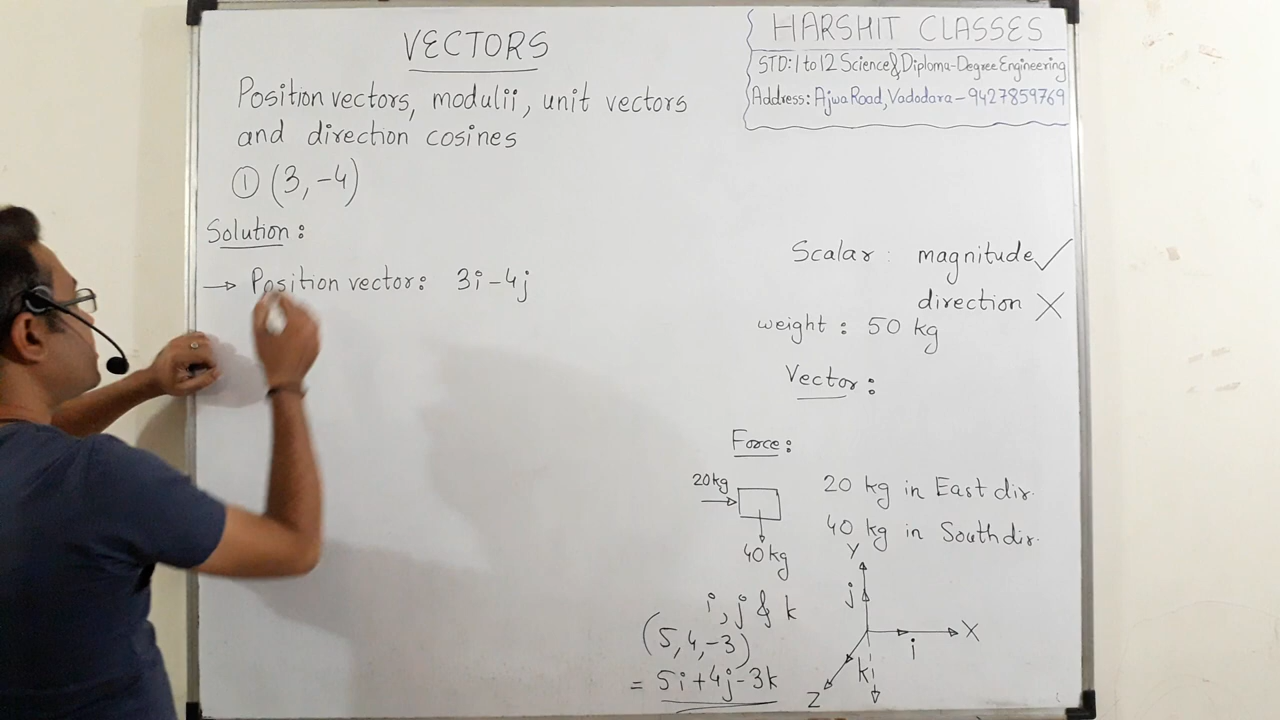 VECTORS
Position vectors, modulii, unit vectors
and direction cosines
① (3, -4)
Solution :
→ Position vector : 3i - 4j
HARSHIT CLASSES
STD: 1 to 12 Science & Diploma-Degree Engineering
Address: Ajwa Road, Vadodara - 9427859769
Scalar : magnitude ✓
direction ✗
weight : 50 kg
Vector :
Force :
20kg
40 kg
20 kg in East dir.
40 kg in South dir.
i, j & k
(5, 4, -3)
= 5i + 4j - 3k
Y
j
X
i
k
Z